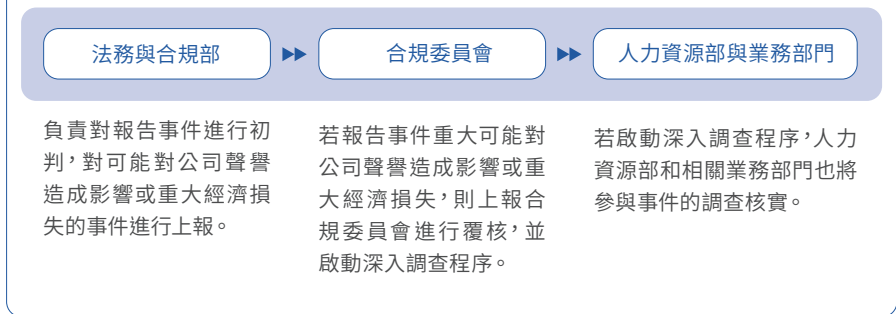 法務與合規部
合規委員會
人力資源部與業務部門
負責對報告事件進行初
判，對可能對公司聲譽
造成影響或重大經濟損
失的事件進行上報。
若報告事件重大可能對
公司聲譽造成影響或重
大經濟損失，則上報合
規委員會進行覆核，並
啟動深入調查程序。
若啟動深入調查程序，人力
資源部和相關業務部門也將
參與事件的調查核實。